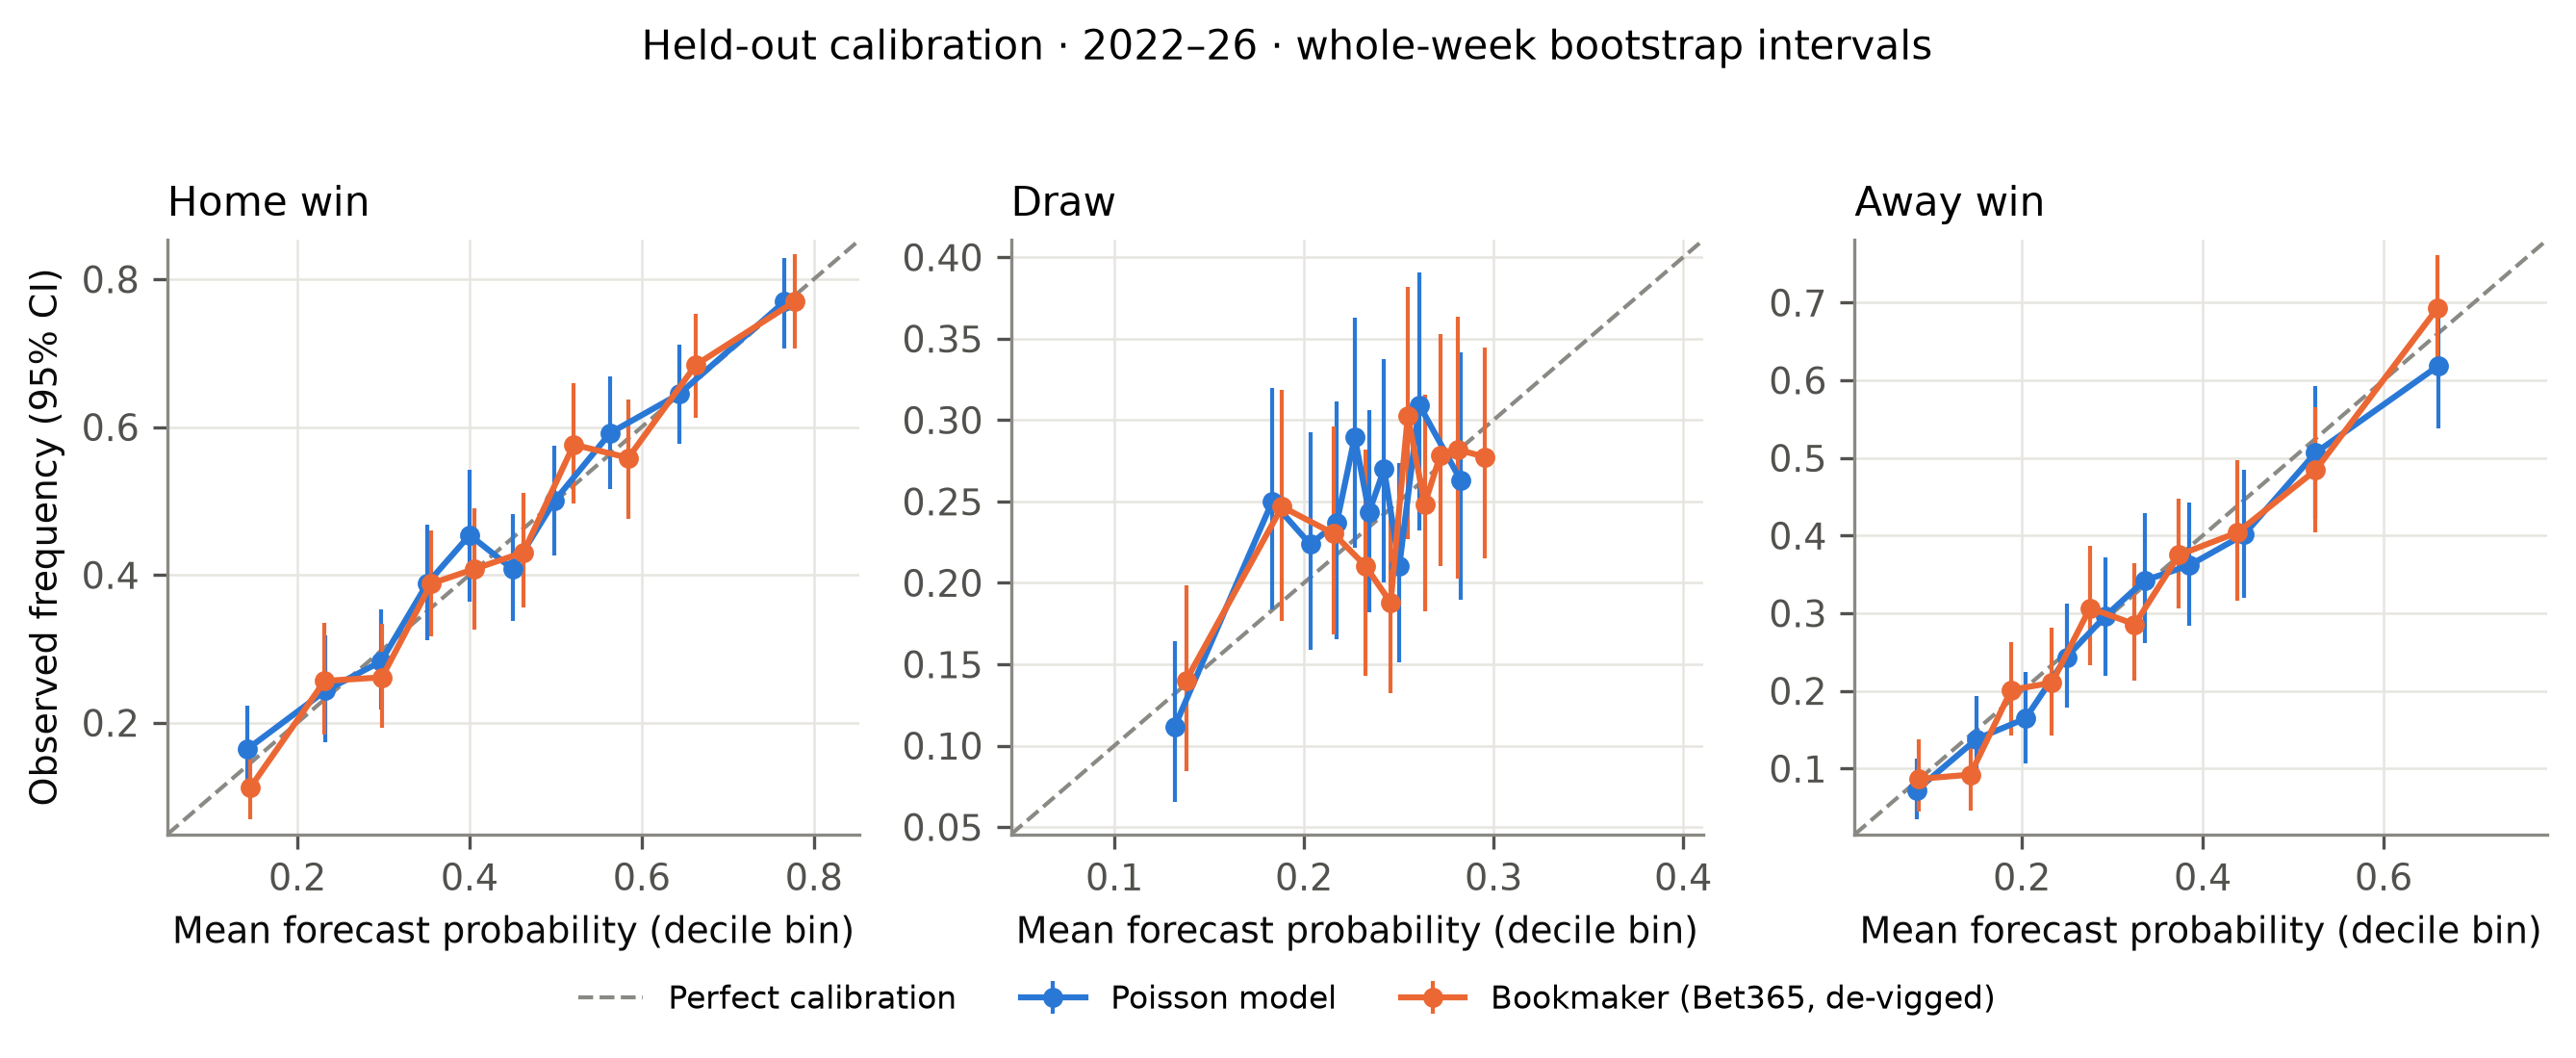 Held-out calibration · 2022–26 · whole-week bootstrap intervals
Home win
Observed frequency (95% CI)
0.8
0.6
0.4
0.2
0.2 0.4 0.6 0.8
Mean forecast probability (decile bin)
Draw
0.40
0.35
0.30
0.25
0.20
0.15
0.10
0.05
0.1 0.2 0.3 0.4
Mean forecast probability (decile bin)
Away win
0.7
0.6
0.5
0.4
0.3
0.2
0.1
0.2 0.4 0.6
Mean forecast probability (decile bin)
Perfect calibration Poisson model Bookmaker (Bet365, de-vigged)